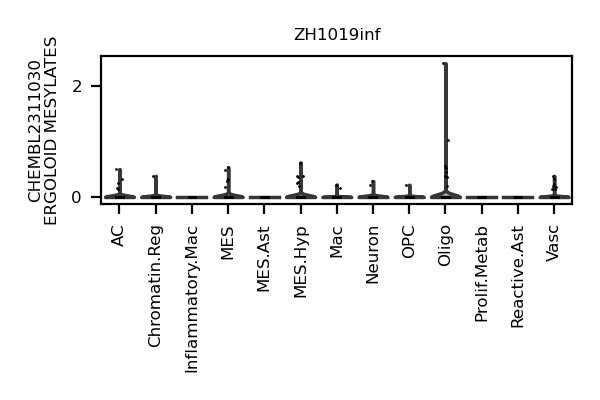 ZH1019inf
CHEMBL2311030
ERGOLOID MESYLATES
2
0
AC
Chromatin.Reg
Inflammatory.Mac
MES
MES.Ast
MES.Hyp
Mac
Neuron
OPC
Oligo
Prolif.Metab
Reactive.Ast
Vasc